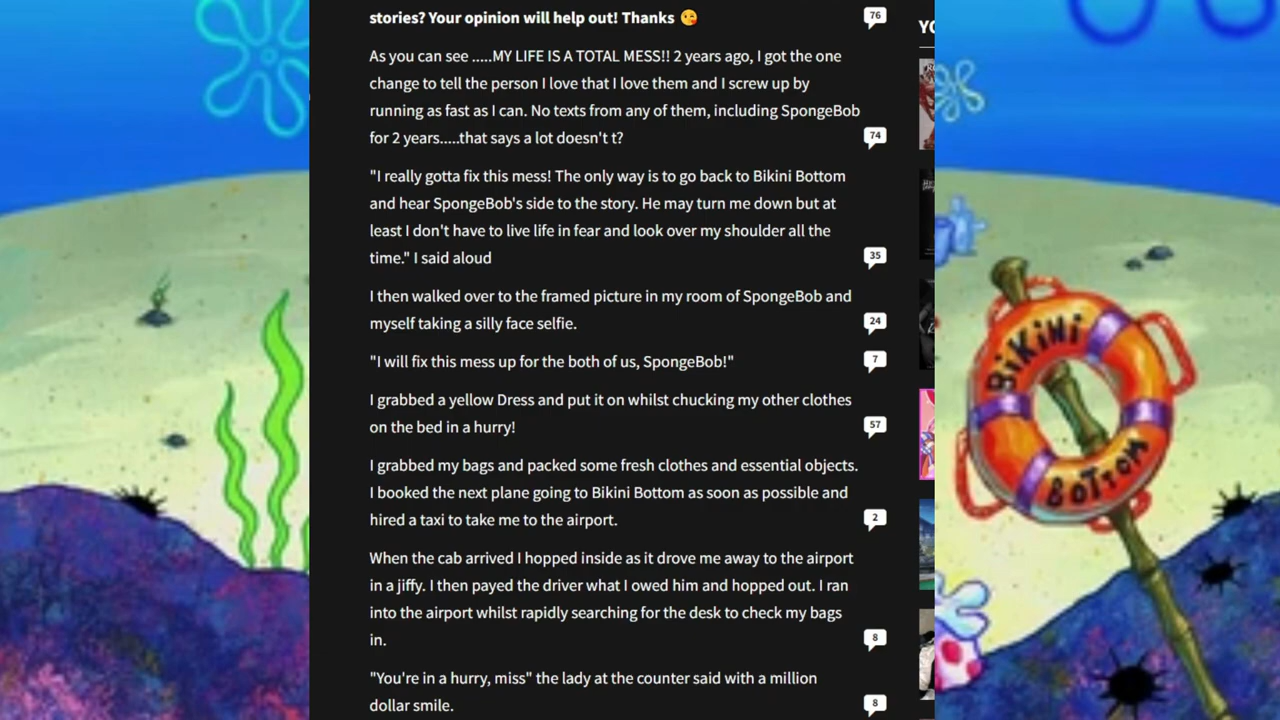 stories? Your opinion will help out! Thanks 😘
76
YO
As you can see .....MY LIFE IS A TOTAL MESS!! 2 years ago, I got the one
change to tell the person I love that I love them and I screw up by
running as fast as I can. No texts from any of them, including SpongeBob
for 2 years.....that says a lot doesn't t?
74
"I really gotta fix this mess! The only way is to go back to Bikini Bottom
and hear SpongeBob's side to the story. He may turn me down but at
least I don't have to live life in fear and look over my shoulder all the
time." I said aloud
35
I then walked over to the framed picture in my room of SpongeBob and
myself taking a silly face selfie.
24
"I will fix this mess up for the both of us, SpongeBob!"
7
I grabbed a yellow Dress and put it on whilst chucking my other clothes
on the bed in a hurry!
57
I grabbed my bags and packed some fresh clothes and essential objects.
I booked the next plane going to Bikini Bottom as soon as possible and
hired a taxi to take me to the airport.
2
When the cab arrived I hopped inside as it drove me away to the airport
in a jiffy. I then payed the driver what I owed him and hopped out. I ran
into the airport whilst rapidly searching for the desk to check my bags
in.
8
"You're in a hurry, miss" the lady at the counter said with a million
dollar smile.
8
BIKINI
BOTTOM